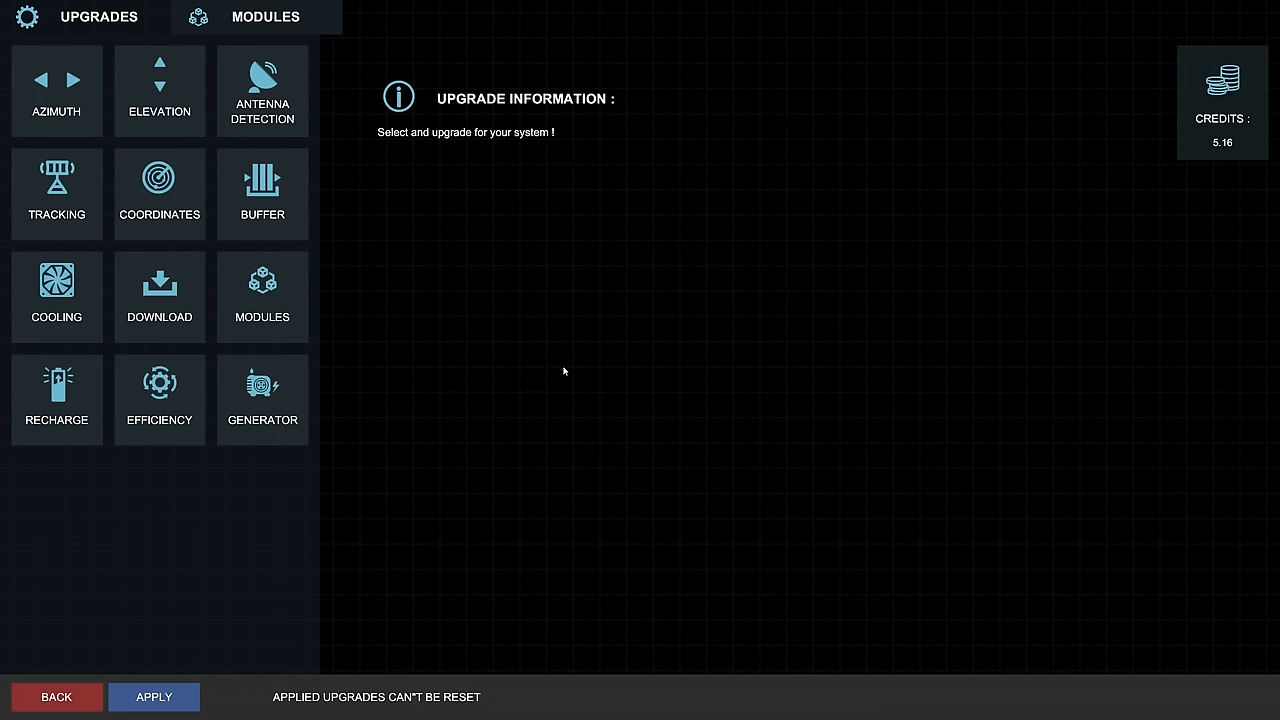 UPGRADES
MODULES
AZIMUTH
ELEVATION
ANTENNA
DETECTION
UPGRADE INFORMATION :
Select and upgrade for your system !
CREDITS :
5.16
TRACKING
COORDINATES
BUFFER
COOLING
DOWNLOAD
MODULES
RECHARGE
EFFICIENCY
GENERATOR
BACK
APPLY
APPLIED UPGRADES CAN"T BE RESET